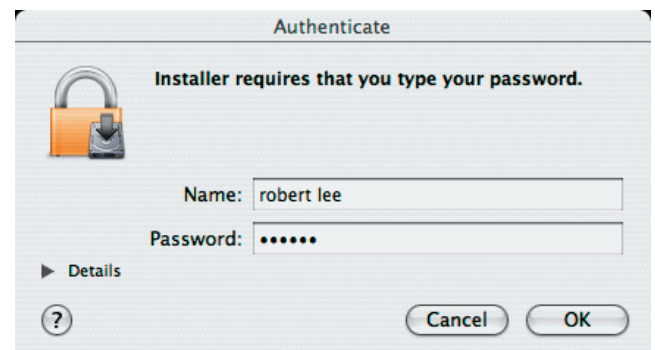 Authenticate
Installer requires that you type your password.
Name: robert lee
Password: ••••••
Details
? Cancel OK